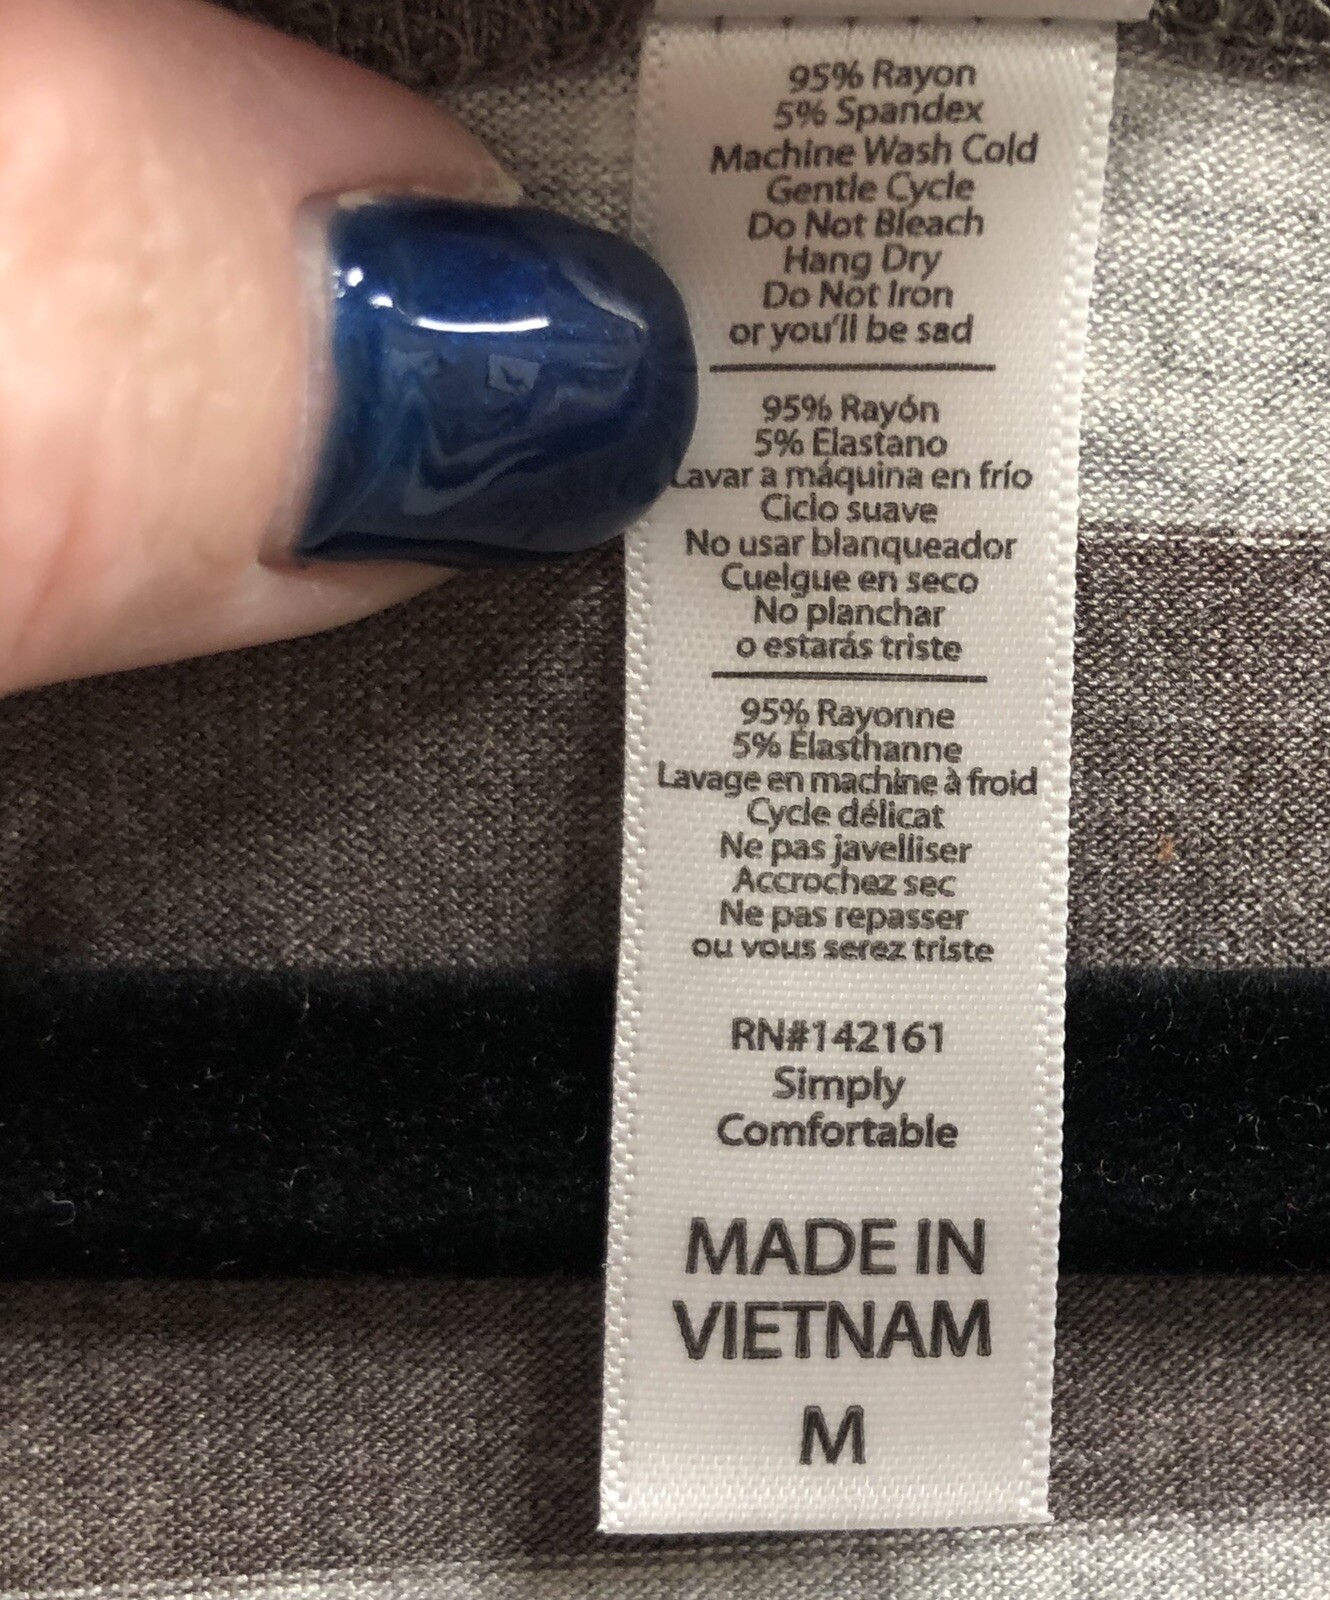 95% Rayon
5% Spandex
Machine Wash Cold
Gentle Cycle
Do Not Bleach
Hang Dry
Do Not Iron
or you'll be sad
95% Rayón
5% Elastano
Lavar a máquina en frío
Ciclo suave
No usar blanqueador
Cuelgue en seco
No planchar
o estarás triste
95% Rayonne
5% Élasthanne
Lavage en machine à froid
Cycle délicat
Ne pas javelliser
Accrochez sec
Ne pas repasser
ou vous serez triste
RN#142161
Simply
Comfortable
MADE IN
VIETNAM
M